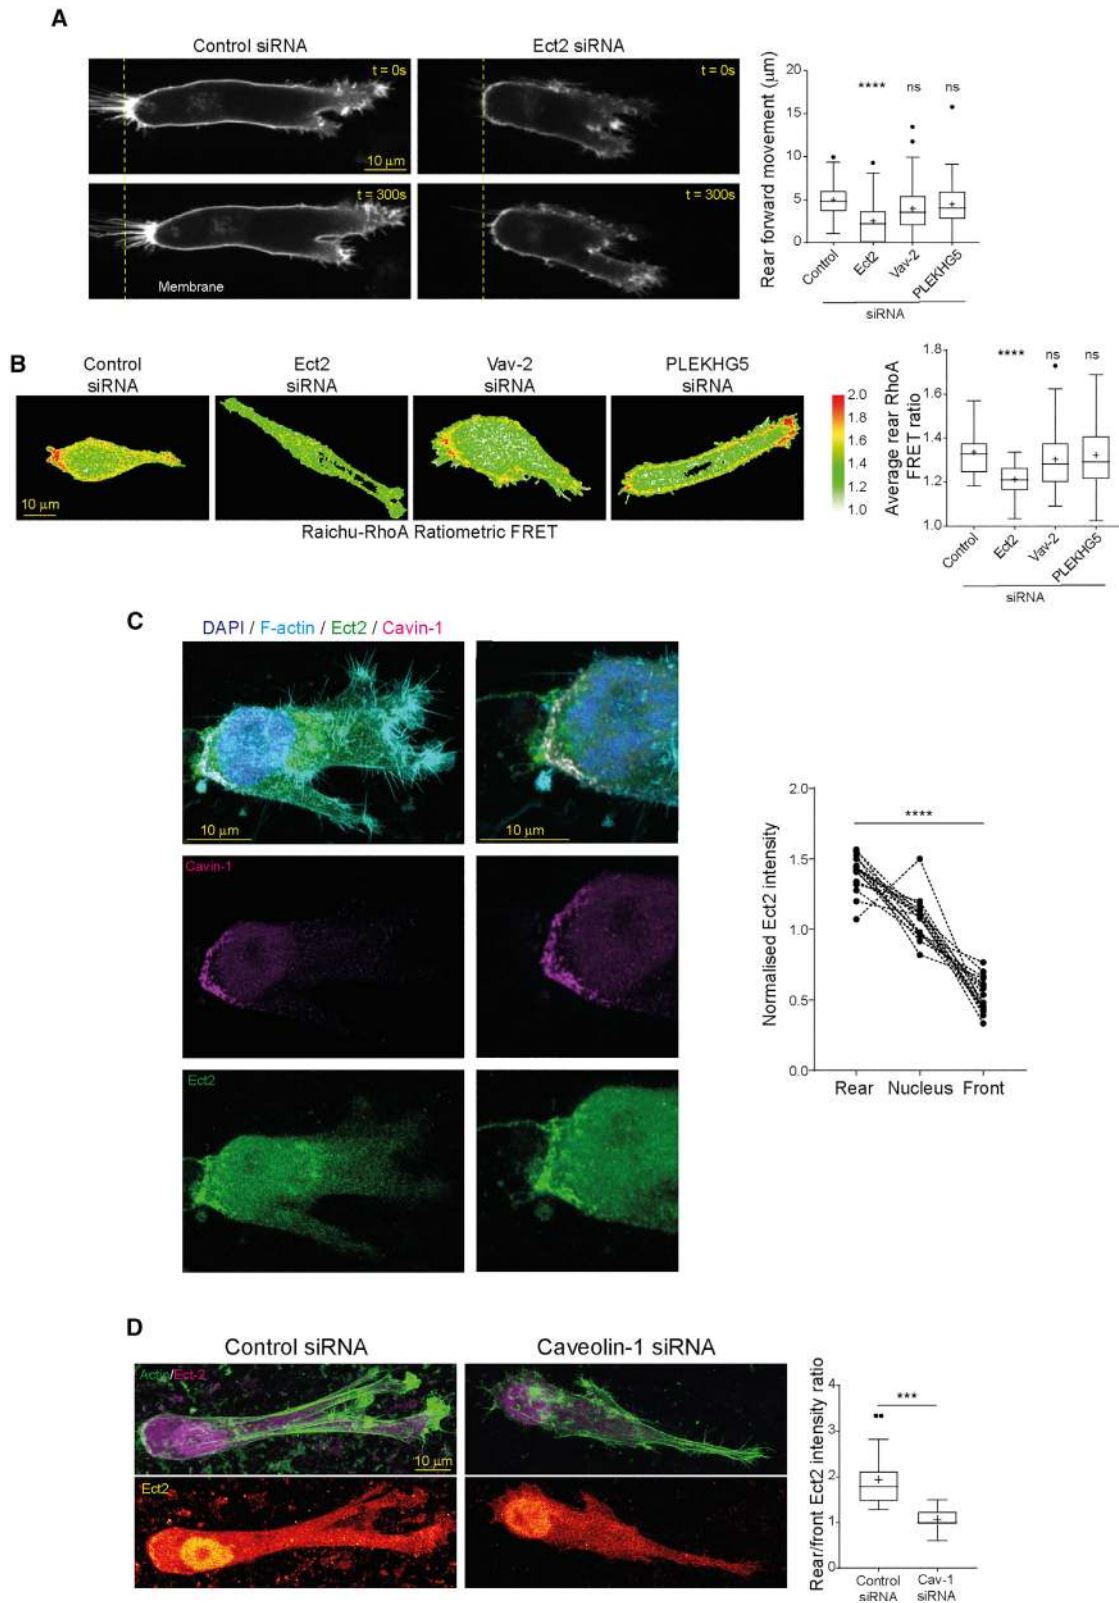 A
Control siRNA
Ect2 siRNA
t = 0s
10 µm
t = 300s
Membrane
t = 0s
t = 300s
Rear forward movement (µm)
20
15
10
5
0
****
ns
ns
Control
Ect2
Vav-2
PLEKHG5
siRNA
B
Control
siRNA
Ect2
siRNA
Vav-2
siRNA
PLEKHG5
siRNA
10 µm
2.0
1.8
1.6
1.4
1.2
1.0
Raichu-RhoA Ratiometric FRET
Average rear RhoA
FRET ratio
1.8
1.6
1.4
1.2
1.0
****
ns
ns
Control
Ect2
Vav-2
PLEKHG5
siRNA
C
DAPI / F-actin / Ect2 / Cavin-1
10 µm
10 µm
Cavin-1
Ect2
Normalised Ect2 intensity
2.0
1.5
1.0
0.5
0.0
****
Rear
Nucleus
Front
D
Control siRNA
Caveolin-1 siRNA
Actin/Ect-2
10 µm
Ect2
Rear/front Ect2 intensity ratio
4
3
2
1
0
***
Control
siRNA
Cav-1
siRNA